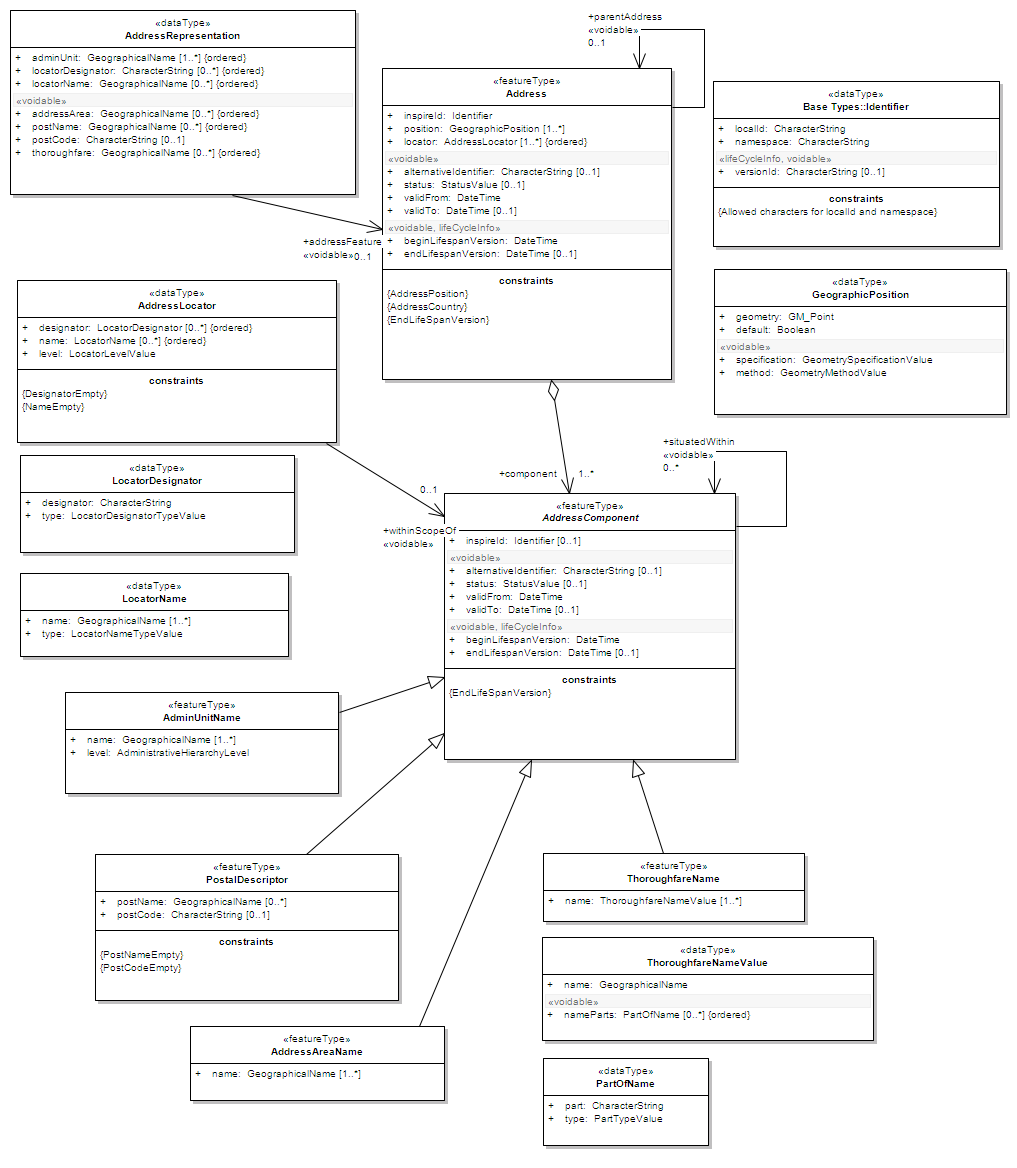 «dataType»
AddressRepresentation
+ adminUnit: GeographicalName [1..*] {ordered}
+ locatorDesignator: CharacterString [0..*] {ordered}
+ locatorName: GeographicalName [0..*] {ordered}
«voidable»
+ addressArea: GeographicalName [0..*] {ordered}
+ postName: GeographicalName [0..*] {ordered}
+ postCode: CharacterString [0..1]
+ thoroughfare: GeographicalName [0..*] {ordered}
+parentAddress
«voidable»
0..1
«featureType»
Address
+ inspireId: Identifier
+ position: GeographicPosition [1..*]
+ locator: AddressLocator [1..*] {ordered}
«voidable»
+ alternativeIdentifier: CharacterString [0..1]
+ status: StatusValue [0..1]
+ validFrom: DateTime
+ validTo: DateTime [0..1]
«voidable, lifeCycleInfo»
+ beginLifespanVersion: DateTime
+ endLifespanVersion: DateTime [0..1]
constraints
{AddressPosition}
{AddressCountry}
{EndLifeSpanVersion}
+addressFeature
«voidable» 0..1
«dataType»
Base Types::Identifier
+ localId: CharacterString
+ namespace: CharacterString
«lifeCycleInfo, voidable»
+ versionId: CharacterString [0..1]
constraints
{Allowed characters for localId and namespace}
«dataType»
GeographicPosition
+ geometry: GM_Point
+ default: Boolean
«voidable»
+ specification: GeometrySpecificationValue
+ method: GeometryMethodValue
«dataType»
AddressLocator
+ designator: LocatorDesignator [0..*] {ordered}
+ name: LocatorName [0..*] {ordered}
+ level: LocatorLevelValue
constraints
{DesignatorEmpty}
{NameEmpty}
«dataType»
LocatorDesignator
+ designator: CharacterString
+ type: LocatorDesignatorTypeValue
+component 1..*
+situatedWithin
«voidable»
0..*
0..1
+withinScopeOf
«voidable»
«featureType»
AddressComponent
+ inspireId: Identifier [0..1]
«voidable»
+ alternativeIdentifier: CharacterString [0..1]
+ status: StatusValue [0..1]
+ validFrom: DateTime
+ validTo: DateTime [0..1]
«voidable, lifeCycleInfo»
+ beginLifespanVersion: DateTime
+ endLifespanVersion: DateTime [0..1]
constraints
{EndLifeSpanVersion}
«dataType»
LocatorName
+ name: GeographicalName [1..*]
+ type: LocatorNameTypeValue
«featureType»
AdminUnitName
+ name: GeographicalName [1..*]
+ level: AdministrativeHierarchyLevel
«featureType»
PostalDescriptor
+ postName: GeographicalName [0..*]
+ postCode: CharacterString [0..1]
constraints
{PostNameEmpty}
{PostCodeEmpty}
«featureType»
ThoroughfareName
+ name: ThoroughfareNameValue [1..*]
«dataType»
ThoroughfareNameValue
+ name: GeographicalName
«voidable»
+ nameParts: PartOfName [0..*] {ordered}
«featureType»
AddressAreaName
+ name: GeographicalName [1..*]
«dataType»
PartOfName
+ part: CharacterString
+ type: PartTypeValue